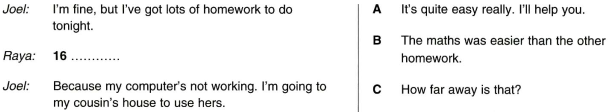 Joel: I'm fine, but I've got lots of homework to do
tonight.
Raya: 16 ............
Joel: Because my computer's not working. I'm going to
my cousin's house to use hers.
A It's quite easy really. I'll help you.
B The maths was easier than the other
homework.
C How far away is that?